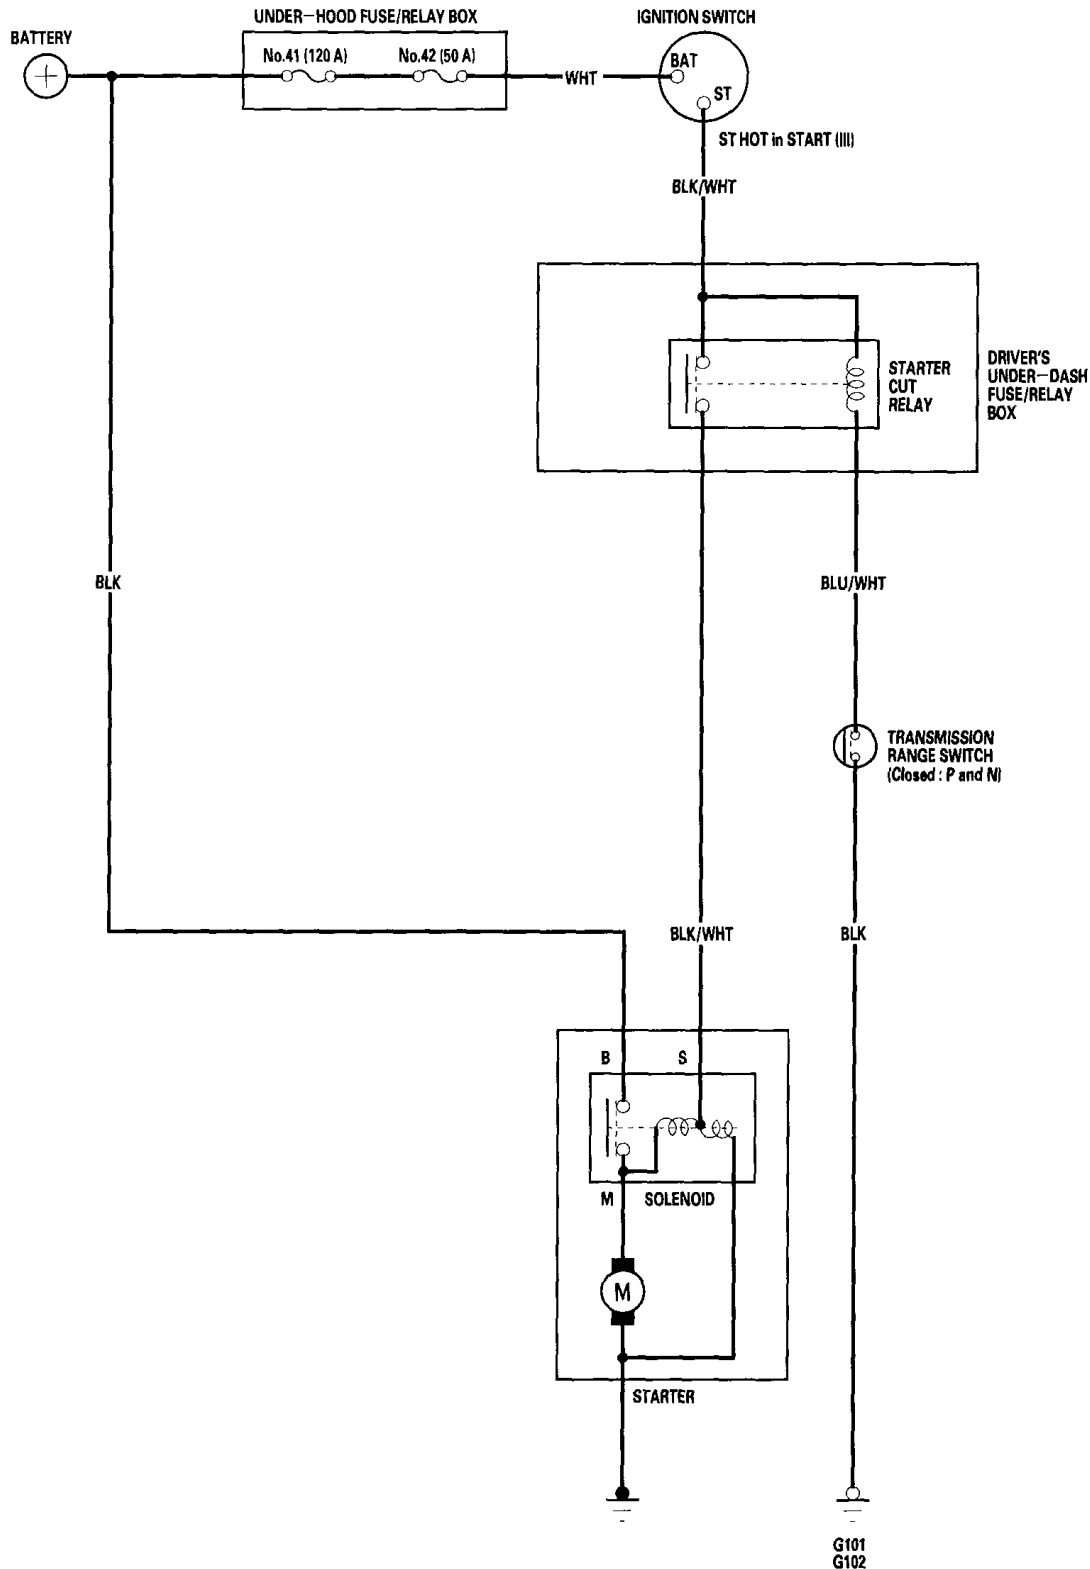 UNDER-HOOD FUSE/RELAY BOX
IGNITION SWITCH
BATTERY
No.41 (120 A)
No.42 (50 A)
BAT
WHT
ST
ST HOT in START (III)
BLK/WHT
DRIVER'S
UNDER-DASH
FUSE/RELAY
BOX
STARTER
CUT
RELAY
BLK
BLU/WHT
TRANSMISSION
RANGE SWITCH
(Closed : P and N)
BLK/WHT
BLK
B
S
M
SOLENOID
M
STARTER
G101
G102